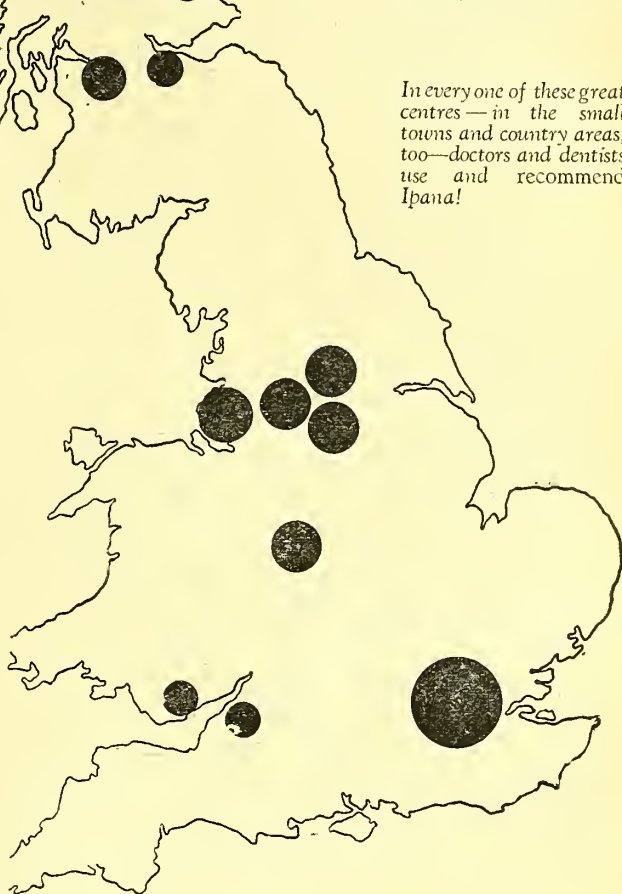 In every one of these great
centres — in the small
towns and country areas,
too—doctors and dentists
use and recommend
Ipana!